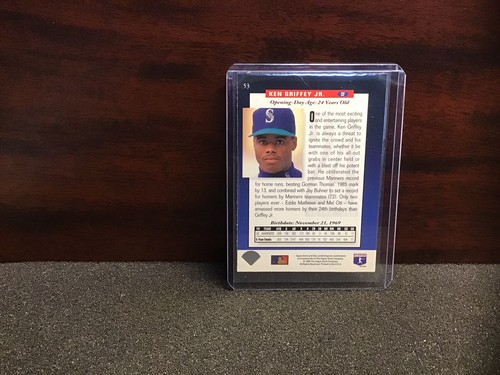 53
KEN GRIFFEY JR. CF
Opening-Day Age: 24 Years Old
One of the most exciting
and entertaining players
in the game. Ken Griffey
Jr. is always a threat to
ignite the crowd and his
teammates, whether it be
with one of his all-out
grabs in center field or
with a blast off his potent
bat. He obliterated the
previous Mariners record
for home runs, besting Gorman Thomas' 1985 mark
by 13, and combined with Jay Buhner to set a record
for homers by Mariners teammates (72). Only two
players ever - Eddie Mathews and Mel Ott - have
amassed more homers by their 24th birthdays than
Griffey Jr.
S
Birthdate: November 21, 1969